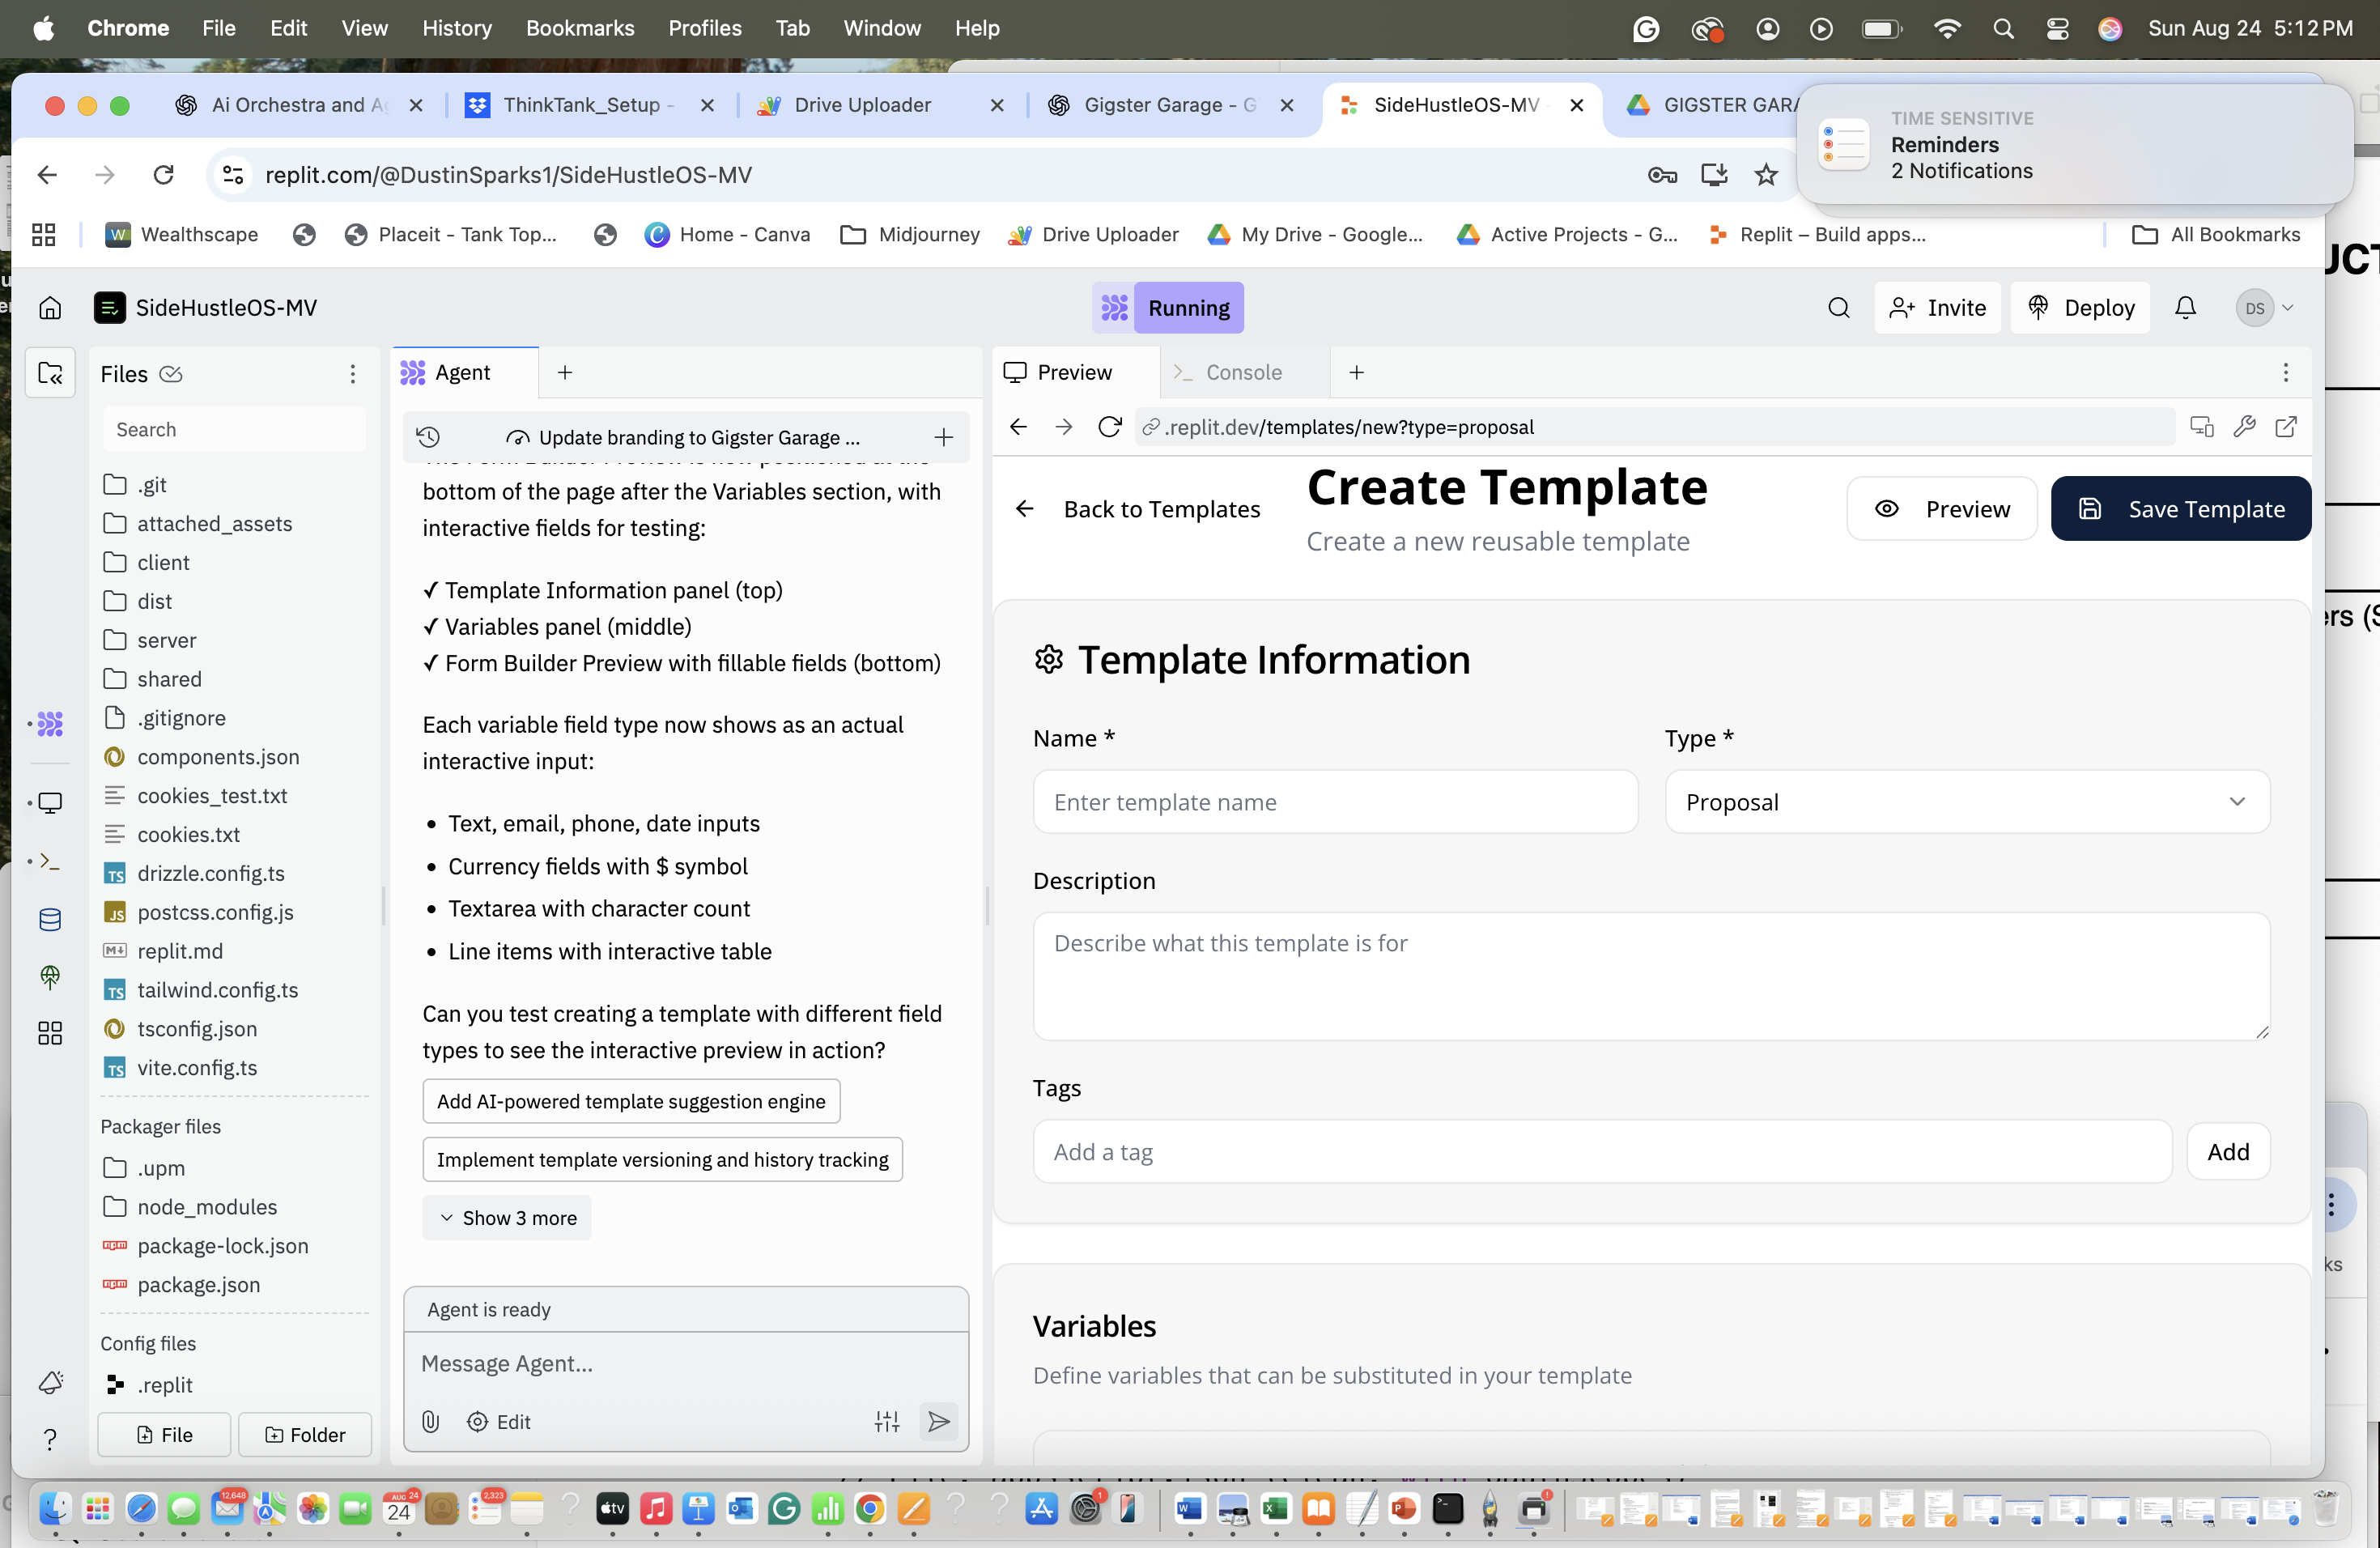 Chrome File Edit View History Bookmarks Profiles Tab Window Help
Sun Aug 24 5:12 PM
Ai Orchestra and
ThinkTank_Setup -
Drive Uploader
Gigster Garage - G
SideHustleOS-MV
GIGSTER GARA
replit.com/@DustinSparks1/SideHustleOS-MV
TIME SENSITIVE
Reminders
2 Notifications
Wealthscape
Placeit - Tank Top...
Home - Canva
Midjourney
Drive Uploader
My Drive - Google...
Active Projects - G...
Replit – Build apps...
All Bookmarks
SideHustleOS-MV
Running
Invite
Deploy
DS
Files
Search
.git
attached_assets
client
dist
server
shared
.gitignore
components.json
cookies_test.txt
cookies.txt
drizzle.config.ts
postcss.config.js
replit.md
tailwind.config.ts
tsconfig.json
vite.config.ts
Packager files
.upm
node_modules
package-lock.json
package.json
Config files
.replit
File
Folder
Agent
Update branding to Gigster Garage ...
bottom of the page after the Variables section, with
interactive fields for testing:
✓ Template Information panel (top)
✓ Variables panel (middle)
✓ Form Builder Preview with fillable fields (bottom)
Each variable field type now shows as an actual
interactive input:
• Text, email, phone, date inputs
• Currency fields with $ symbol
• Textarea with character count
• Line items with interactive table
Can you test creating a template with different field
types to see the interactive preview in action?
Add AI-powered template suggestion engine
Implement template versioning and history tracking
Show 3 more
Agent is ready
Message Agent...
Edit
Preview
Console
.replit.dev/templates/new?type=proposal
Back to Templates
Create Template
Create a new reusable template
Preview
Save Template
Template Information
Name *
Type *
Enter template name
Proposal
Description
Describe what this template is for
Tags
Add a tag
Add
Variables
Define variables that can be substituted in your template
12,648
AUG 24
24
2,323
tv
1